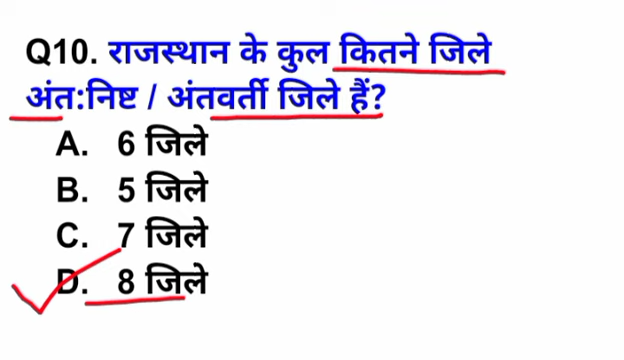 Q10. राजस्थान के कुल कितने जिले
अंत:निष्ट / अंतवर्ती जिले हैं?
A. 6 जिले
B. 5 जिले
C. 7 जिले
D. 8 जिले